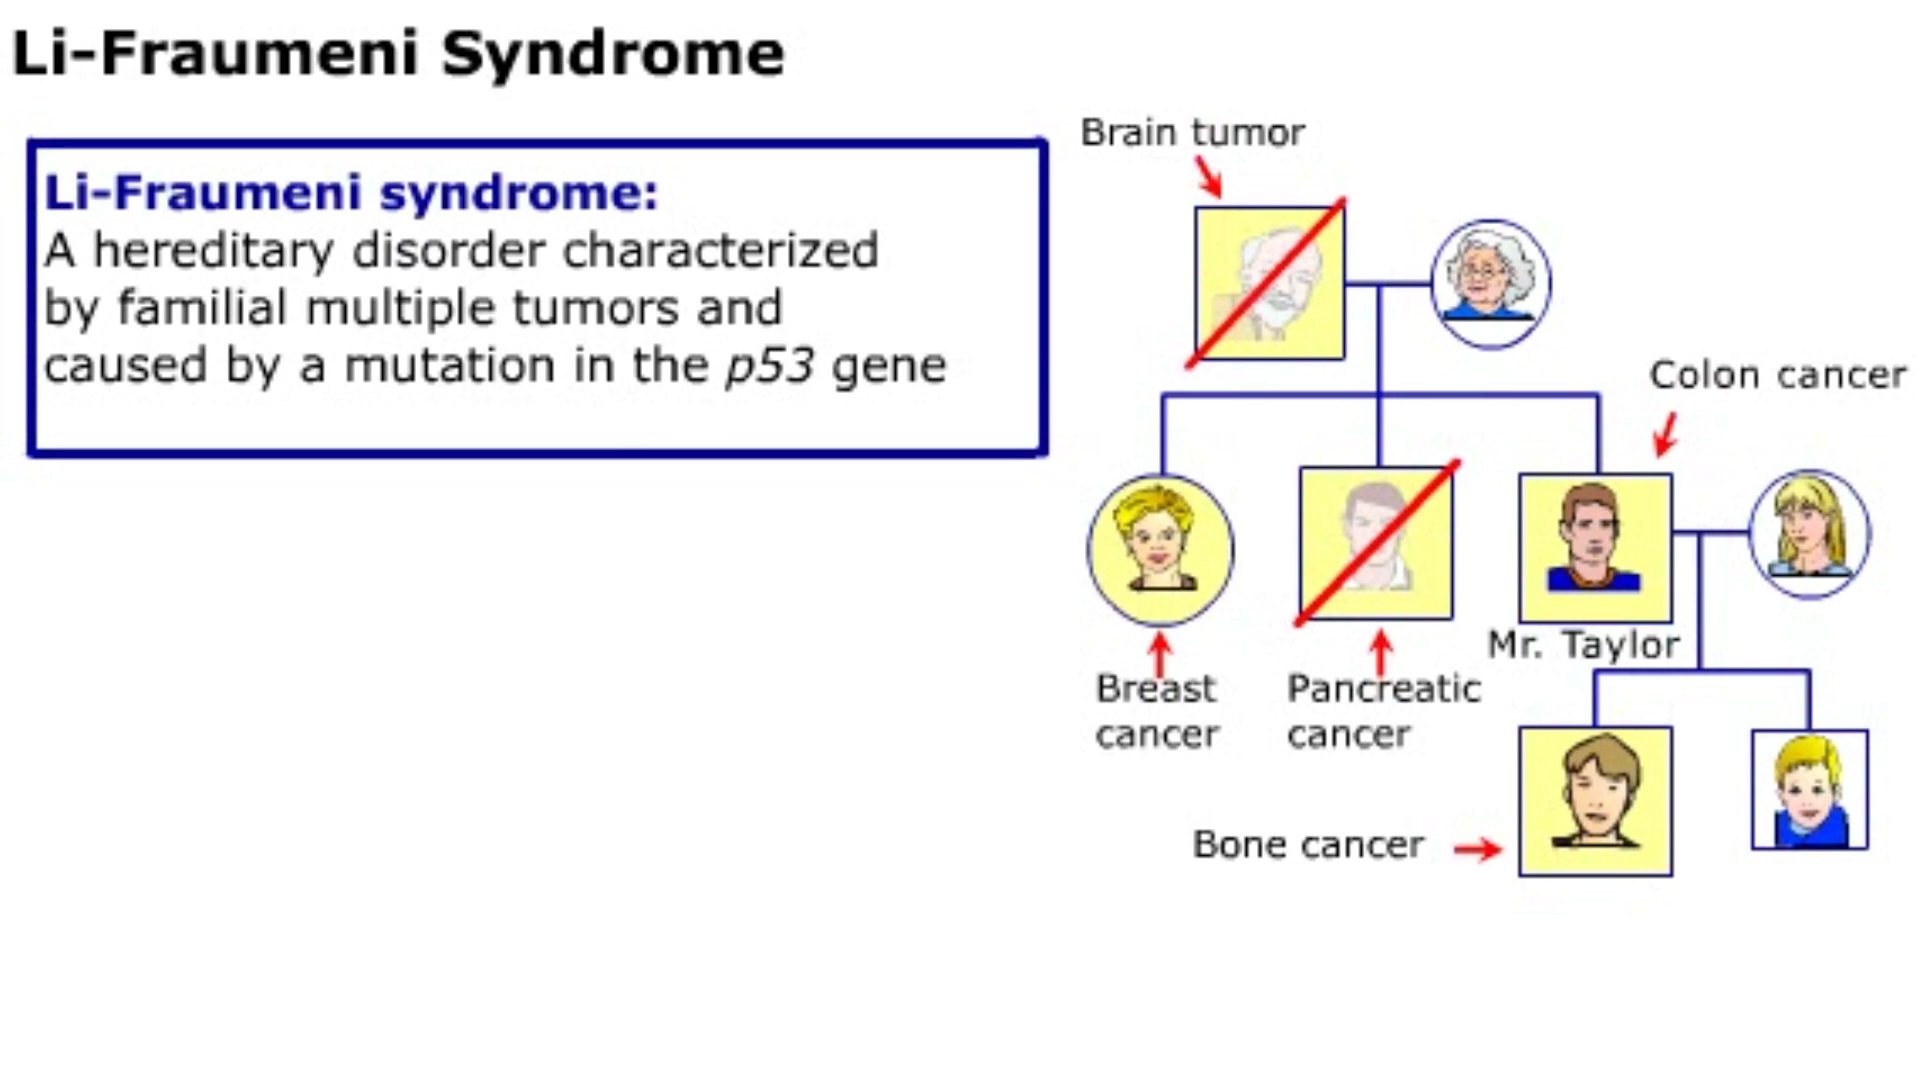 Li-Fraumeni Syndrome
Li-Fraumeni syndrome:
A hereditary disorder characterized
by familial multiple tumors and
caused by a mutation in the p53 gene
Brain tumor
Colon cancer
Mr. Taylor
Breast
cancer
Pancreatic
cancer
Bone cancer